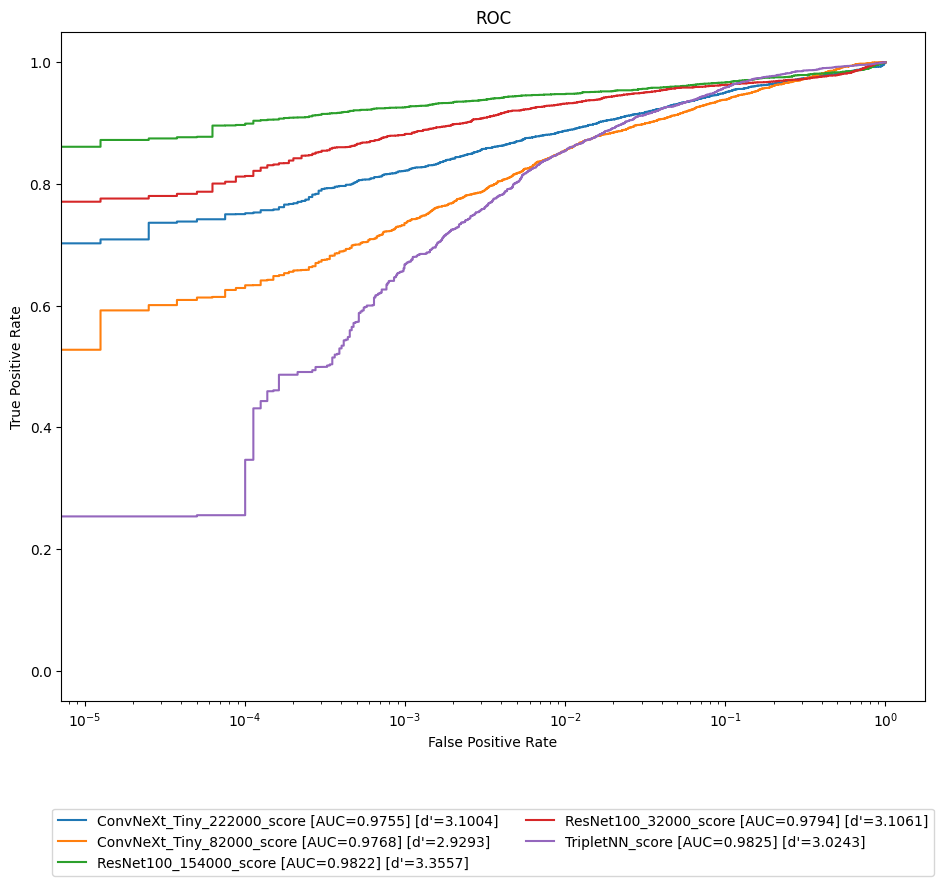 ROC
1.0
0.8
0.6
0.4
0.2
0.0
True Positive Rate
10⁻⁵ 10⁻⁴ 10⁻³ 10⁻² 10⁻¹ 10⁰
False Positive Rate
ConvNeXt_Tiny_222000_score [AUC=0.9755] [d'=3.1004]
ConvNeXt_Tiny_82000_score [AUC=0.9768] [d'=2.9293]
ResNet100_154000_score [AUC=0.9822] [d'=3.3557]
ResNet100_32000_score [AUC=0.9794] [d'=3.1061]
TripletNN_score [AUC=0.9825] [d'=3.0243]